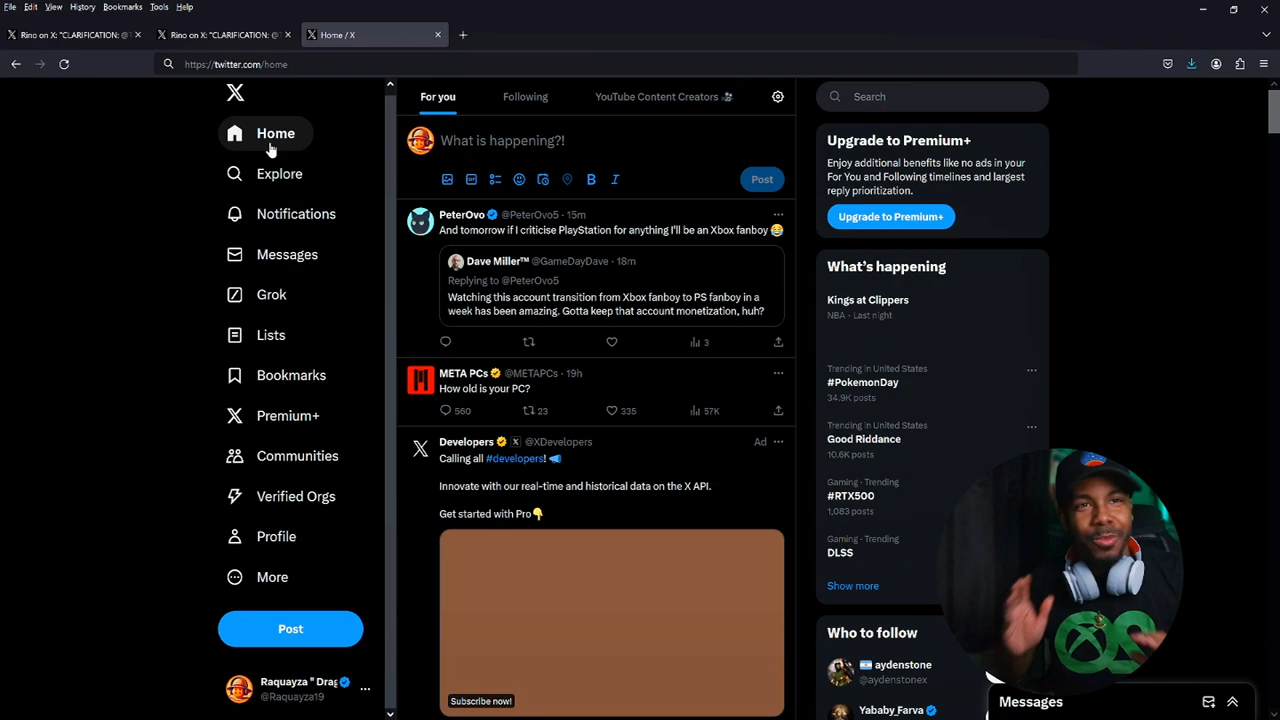 File Edit View History Bookmarks Tools Help
Rino on X: "CLARIFICATION: @T
Rino on X: "CLARIFICATION: @T
Home / X
https://twitter.com/home
Home
Explore
Notifications
Messages
Grok
Lists
Bookmarks
Premium+
Communities
Verified Orgs
Profile
More
Post
Raquayza " Drag
@Raquayza19
For you
Following
YouTube Content Creators
What is happening?!
Post
PeterOvo @PeterOvo5 · 15m
And tomorrow if I criticise PlayStation for anything I'll be an Xbox fanboy 😂
Dave Miller™ @GameDayDave · 18m
Replying to @PeterOvo5
Watching this account transition from Xbox fanboy to PS fanboy in a
week has been amazing. Gotta keep that account monetization, huh?
3
META PCs @METAPCs · 19h
How old is your PC?
560 23 335 57K
Developers @XDevelopers Ad
Calling all #developers! 📣
Innovate with our real-time and historical data on the X API.
Get started with Pro👇
Subscribe now!
Search
Upgrade to Premium+
Enjoy additional benefits like no ads in your
For You and Following timelines and largest
reply prioritization.
Upgrade to Premium+
What's happening
Kings at Clippers
NBA · Last night
Trending in United States
#PokemonDay
34.9K posts
Trending in United States
Good Riddance
10.6K posts
Gaming · Trending
#RTX500
1,083 posts
Gaming · Trending
DLSS
Show more
Who to follow
🇦🇷 aydenstone
@aydenstonex
Yababy_Farva
Messages